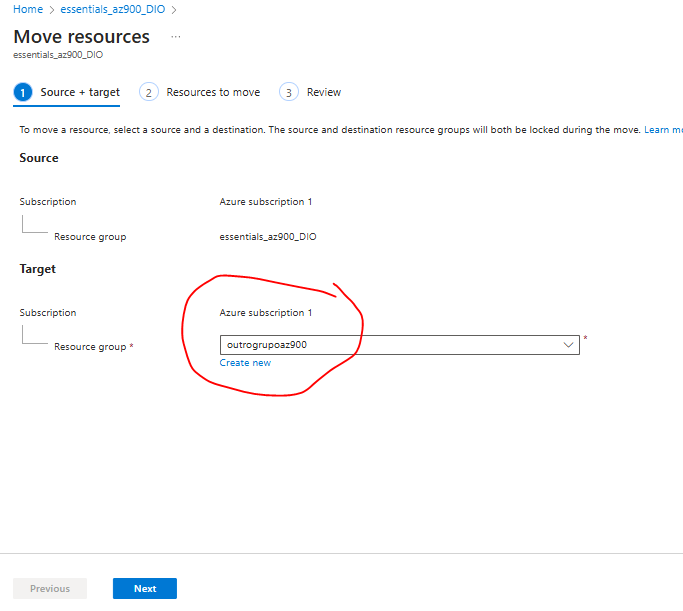 Home > essentials_az900_DIO >
Move resources ...
essentials_az900_DIO
1 Source + target 2 Resources to move 3 Review
To move a resource, select a source and a destination. The source and destination resource groups will both be locked during the move. Learn
Source
Subscription Azure subscription 1
Resource group essentials_az900_DIO
Target
Subscription Azure subscription 1
Resource group * outrogrupoaz900 *
Create new
Previous Next